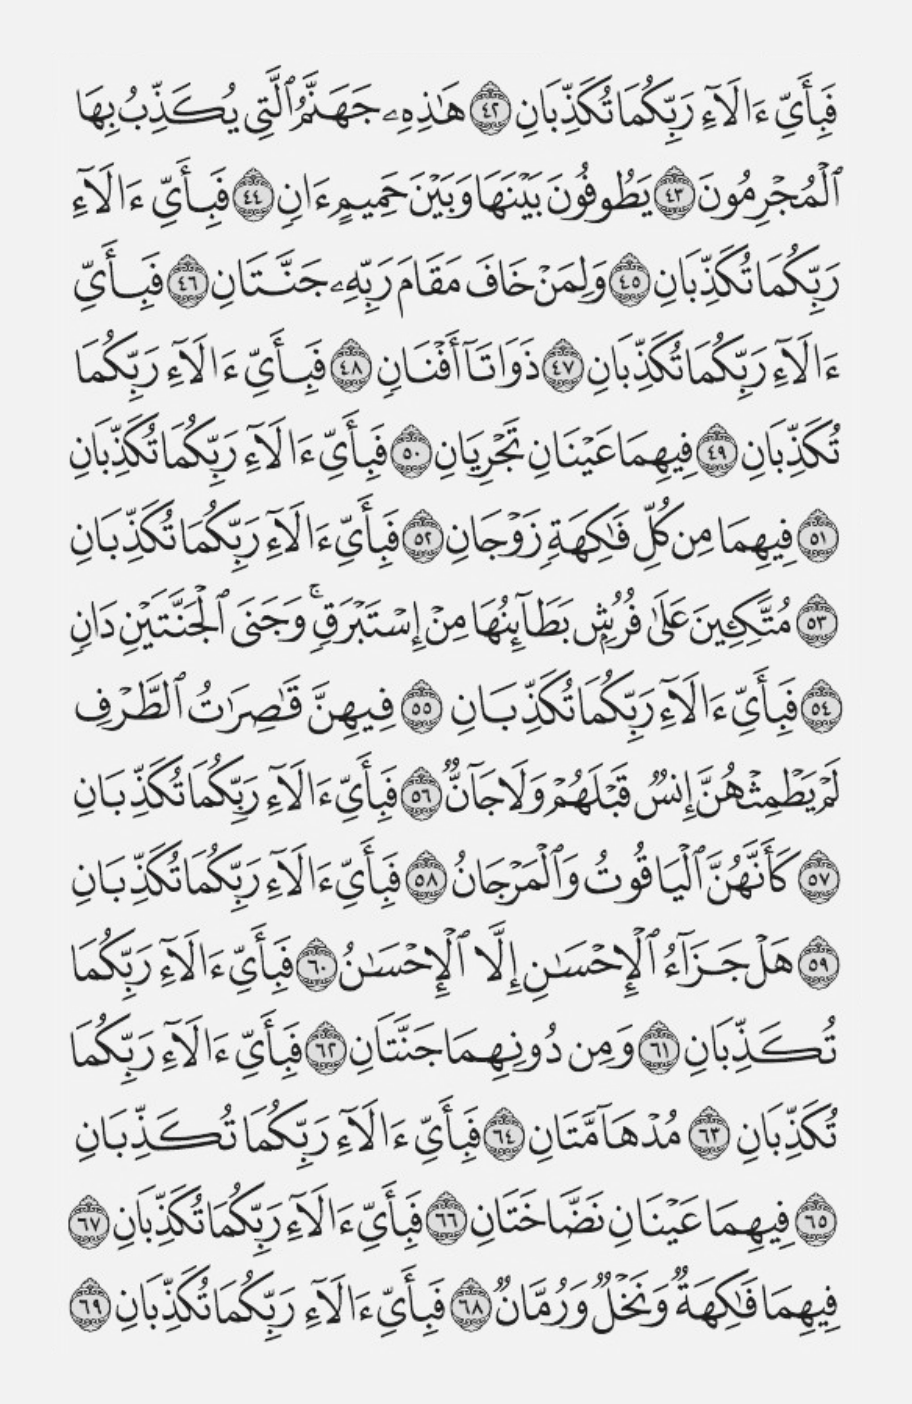 فَبِأَيِّ ءَالَآءِ رَبِّكُمَا تُكَذِّبَانِ ٤٢ هَٰذِهِۦ جَهَنَّمُ ٱلَّتِي يُكَذِّبُ بِهَا
ٱلۡمُجۡرِمُونَ ٤٣ يَطُوفُونَ بَيۡنَهَا وَبَيۡنَ حَمِيمٍ ءَانٖ ٤٤ فَبِأَيِّ ءَالَآءِ
رَبِّكُمَا تُكَذِّبَانِ ٤٥ وَلِمَنۡ خَافَ مَقَامَ رَبِّهِۦ جَنَّتَانِ ٤٦ فَبِأَيِّ
ءَالَآءِ رَبِّكُمَا تُكَذِّبَانِ ٤٧ ذَوَاتَآ أَفۡنَانٖ ٤٨ فَبِأَيِّ ءَالَآءِ رَبِّكُمَا
تُكَذِّبَانِ ٤٩ فِيهِمَا عَيۡنَانِ تَجۡرِيَانِ ٥٠ فَبِأَيِّ ءَالَآءِ رَبِّكُمَا تُكَذِّبَانِ
٥١ فِيهِمَا مِن كُلِّ فَٰكِهَةٖ زَوۡجَانِ ٥٢ فَبِأَيِّ ءَالَآءِ رَبِّكُمَا تُكَذِّبَانِ
٥٣ مُتَّكِـِٔينَ عَلَىٰ فُرُشِۭ بَطَآئِنُهَا مِنۡ إِسۡتَبۡرَقٖۚ وَجَنَى ٱلۡجَنَّتَيۡنِ دَانٖ
٥٤ فَبِأَيِّ ءَالَآءِ رَبِّكُمَا تُكَذِّبَانِ ٥٥ فِيهِنَّ قَٰصِرَٰتُ ٱلطَّرۡفِ
لَمۡ يَطۡمِثۡهُنَّ إِنسٞ قَبۡلَهُمۡ وَلَا جَآنّٞ ٥٦ فَبِأَيِّ ءَالَآءِ رَبِّكُمَا تُكَذِّبَانِ
٥٧ كَأَنَّهُنَّ ٱلۡيَاقُوتُ وَٱلۡمَرۡجَانُ ٥٨ فَبِأَيِّ ءَالَآءِ رَبِّكُمَا تُكَذِّبَانِ
٥٩ هَلۡ جَزَآءُ ٱلۡإِحۡسَٰنِ إِلَّا ٱلۡإِحۡسَٰنُ ٦٠ فَبِأَيِّ ءَالَآءِ رَبِّكُمَا
تُكَذِّبَانِ ٦١ وَمِن دُونِهِمَا جَنَّتَانِ ٦٢ فَبِأَيِّ ءَالَآءِ رَبِّكُمَا
تُكَذِّبَانِ ٦٣ مُدۡهَآمَّتَانِ ٦٤ فَبِأَيِّ ءَالَآءِ رَبِّكُمَا تُكَذِّبَانِ
٦٥ فِيهِمَا عَيۡنَانِ نَضَّاخَتَانِ ٦٦ فَبِأَيِّ ءَالَآءِ رَبِّكُمَا تُكَذِّبَانِ ٦٧
فِيهِمَا فَٰكِهَةٞ وَنَخۡلٞ وَرُمَّانٞ ٦٨ فَبِأَيِّ ءَالَآءِ رَبِّكُمَا تُكَذِّبَانِ ٦٩